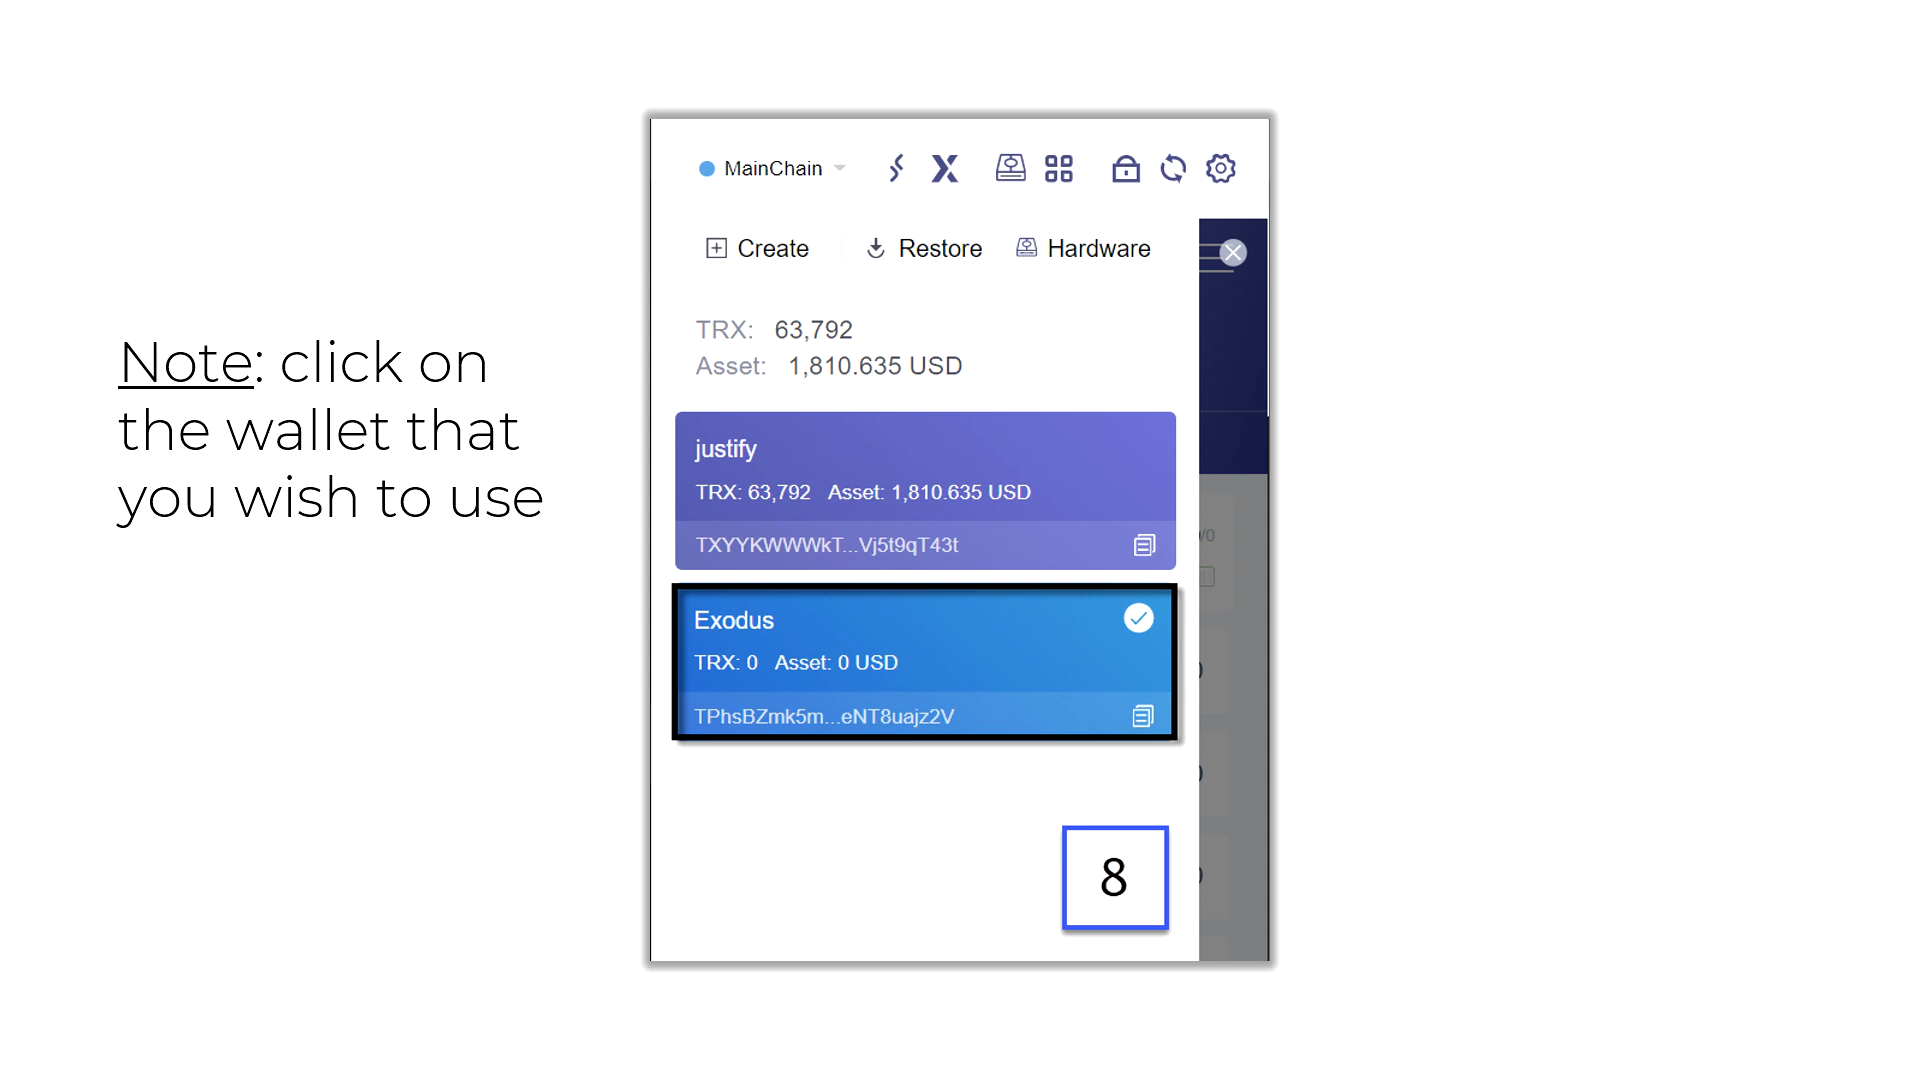 Note: click on
the wallet that
you wish to use
MainChain
Create Restore Hardware
TRX: 63,792
Asset: 1,810.635 USD
justify
TRX: 63,792 Asset: 1,810.635 USD
TXYYKWWWkT...Vj5t9qT43t
Exodus
TRX: 0 Asset: 0 USD
TPhsBZmk5m...eNT8uajz2V
8